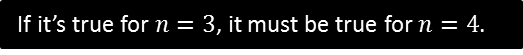 If it’s true for n = 3, it must be true for n = 4.